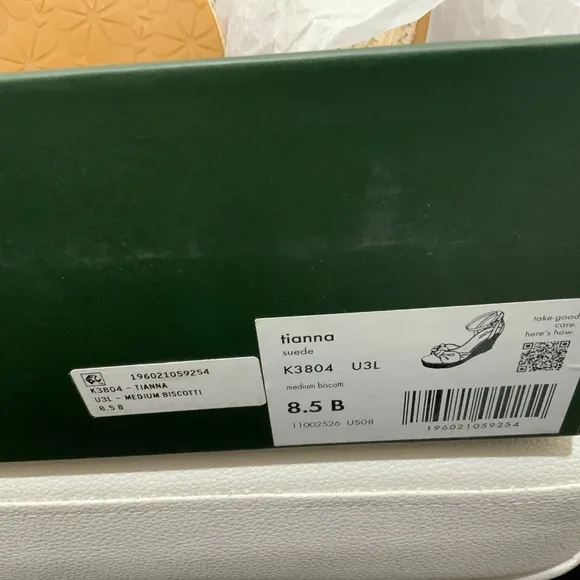 196021059254
K3804 - TIANNA
U3L - MEDIUM BISCOTTI
8.5 B
tianna
suede
K3804 U3L
medium biscotti
8.5 B
11002526 US08
take good
care.
here's how.
196021059254